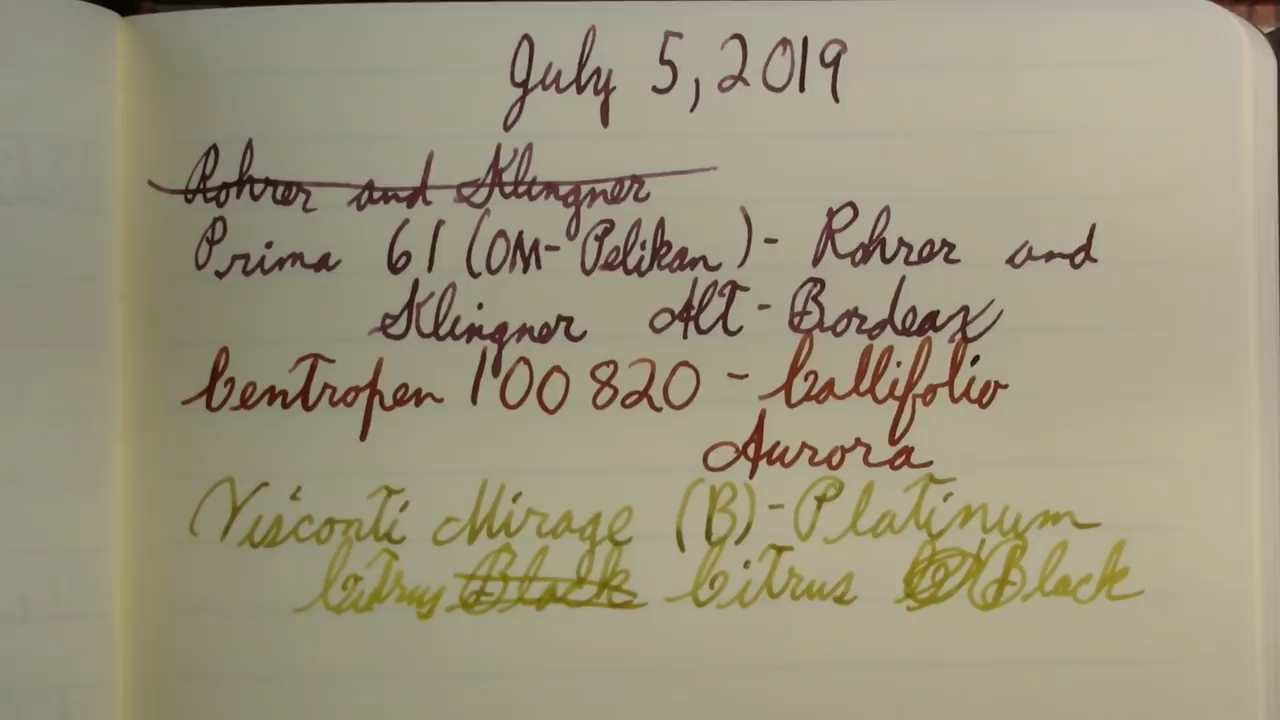 July 5, 2019
Rohrer and Klingner
Prima 61 (OM-Pelikan) - Rohrer and
Klingner Alt-Bordeax
Centropen 100 820 - Callifolio
Aurora
Visconti Mirage (B) - Platinum
Citrus Black Citrus Black